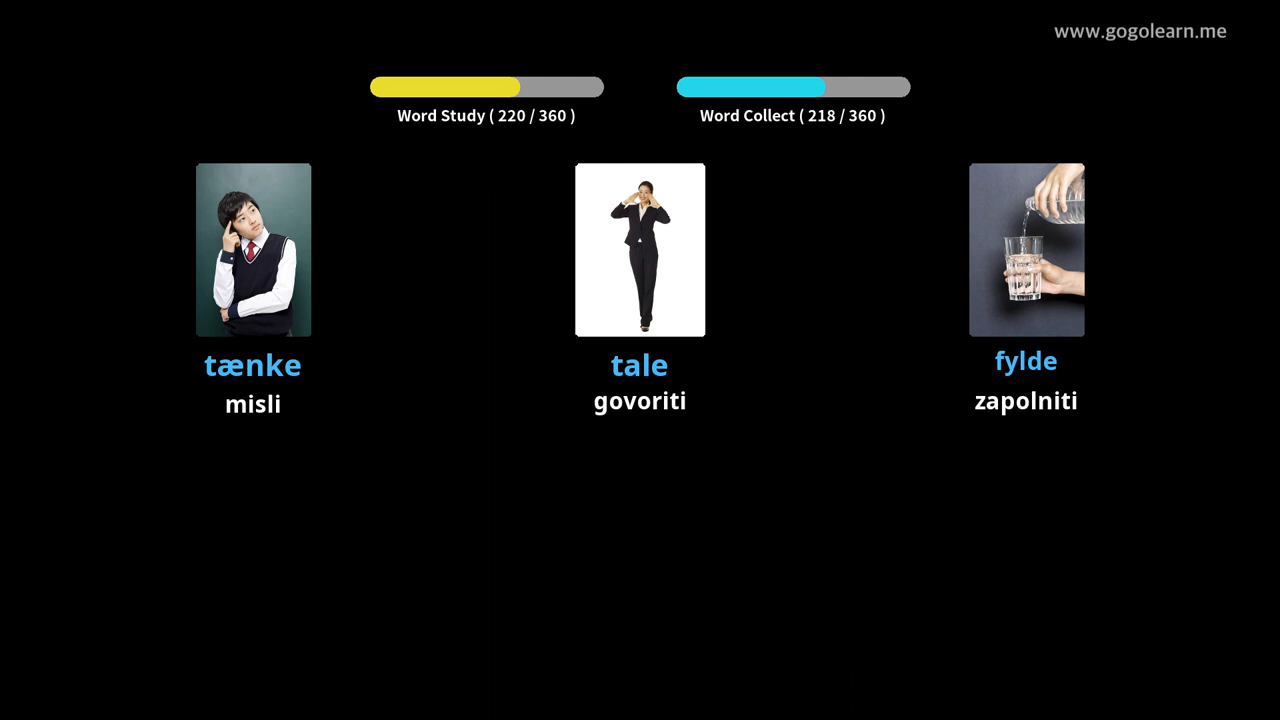 www.gogolearn.me
Word Study ( 220 / 360 )
Word Collect ( 218 / 360 )
tænke
misli
tale
govoriti
fylde
zapolniti